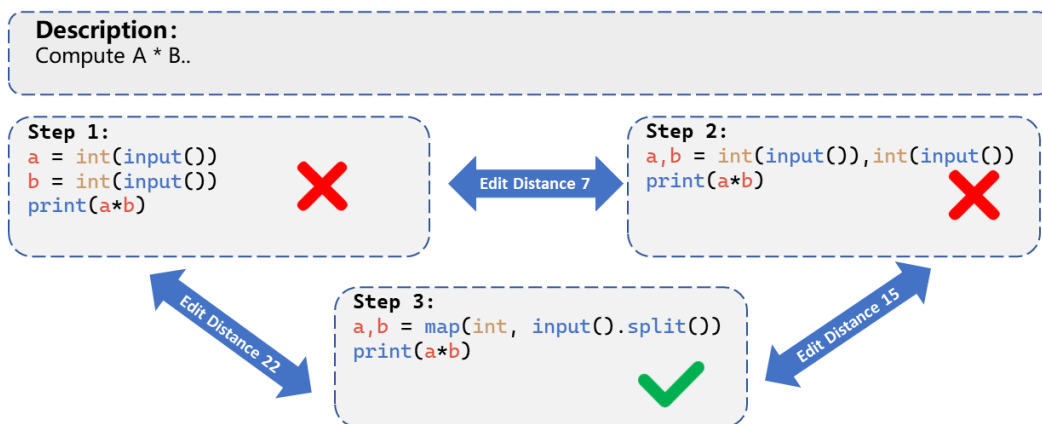 Description:
Compute A * B..
Step 1:
a = int(input())
b = int(input())
print(a*b)
Edit Distance 7
Step 2:
a,b = int(input()),int(input())
print(a*b)
Edit Distance 22
Step 3:
a,b = map(int, input().split())
print(a*b)
Edit Distance 15